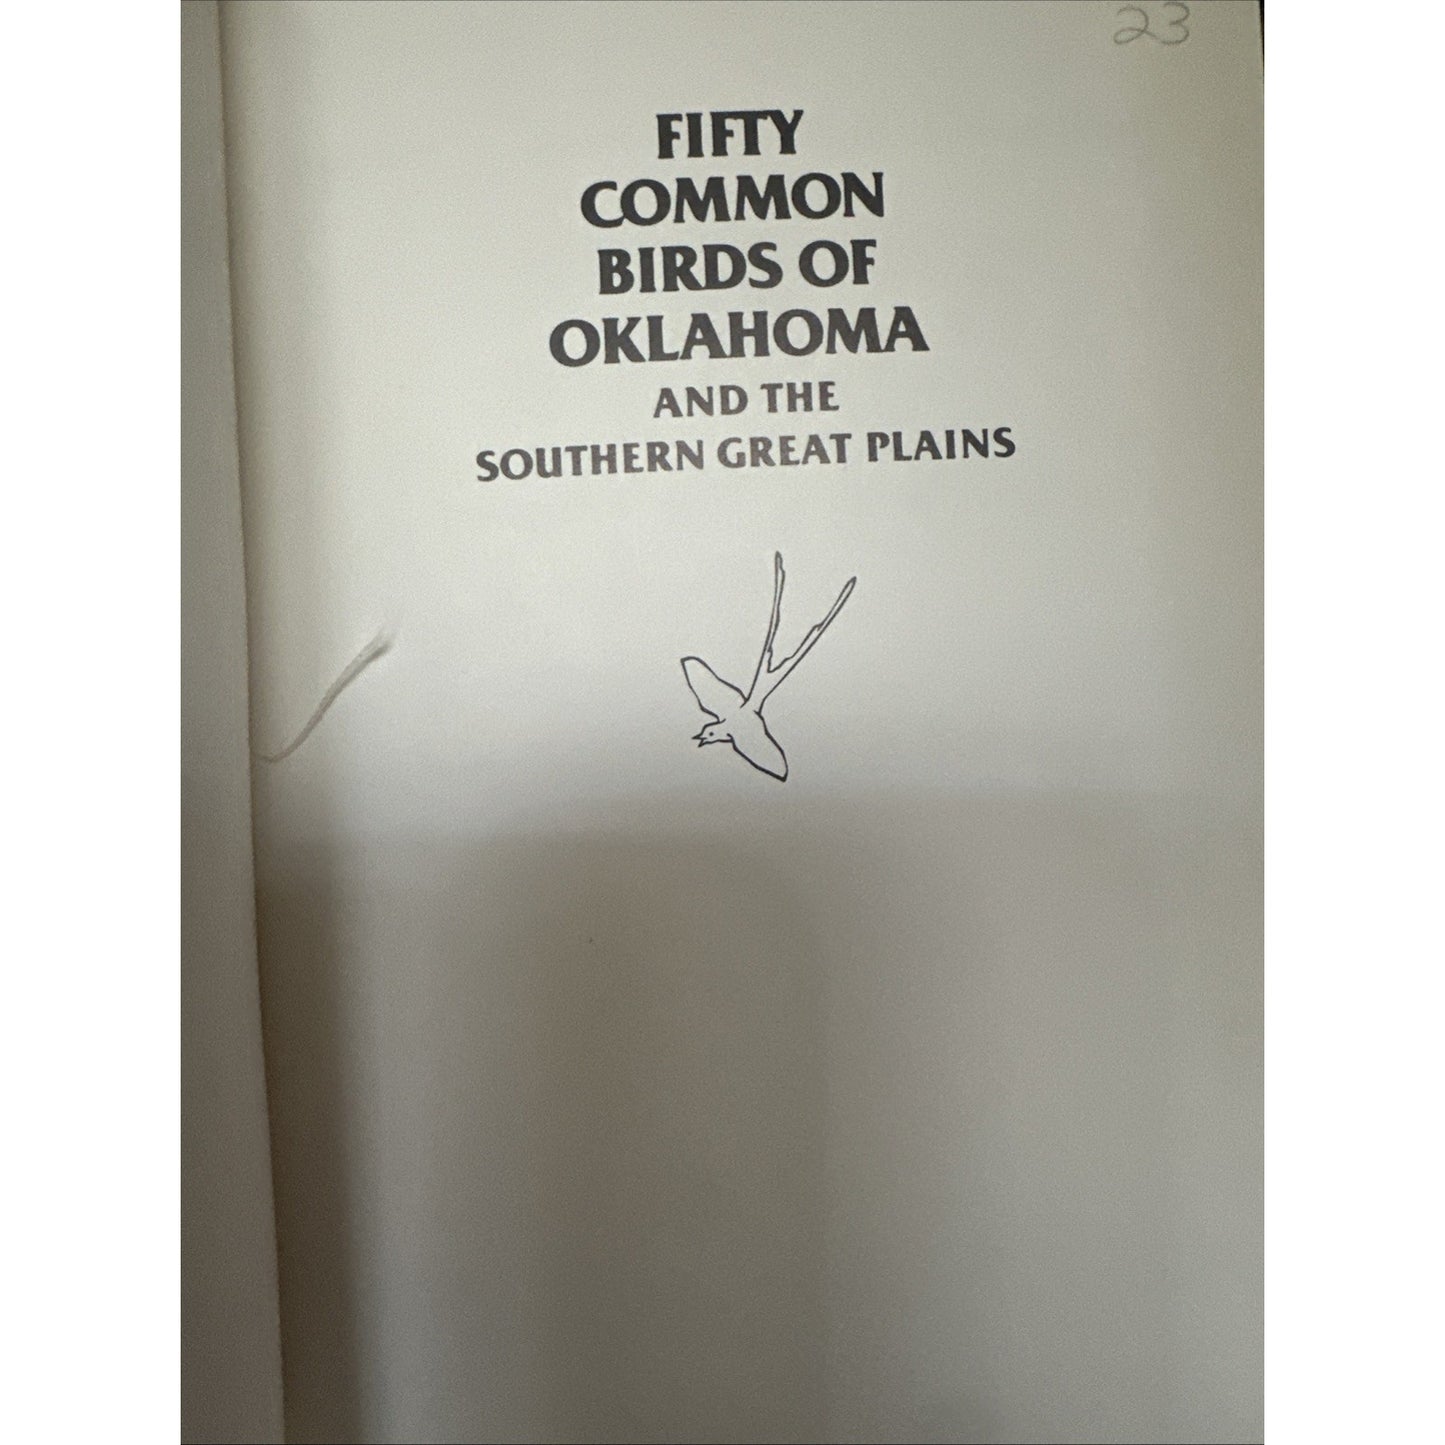 23
FIFTY
COMMON
BIRDS OF
OKLAHOMA
AND THE
SOUTHERN GREAT PLAINS